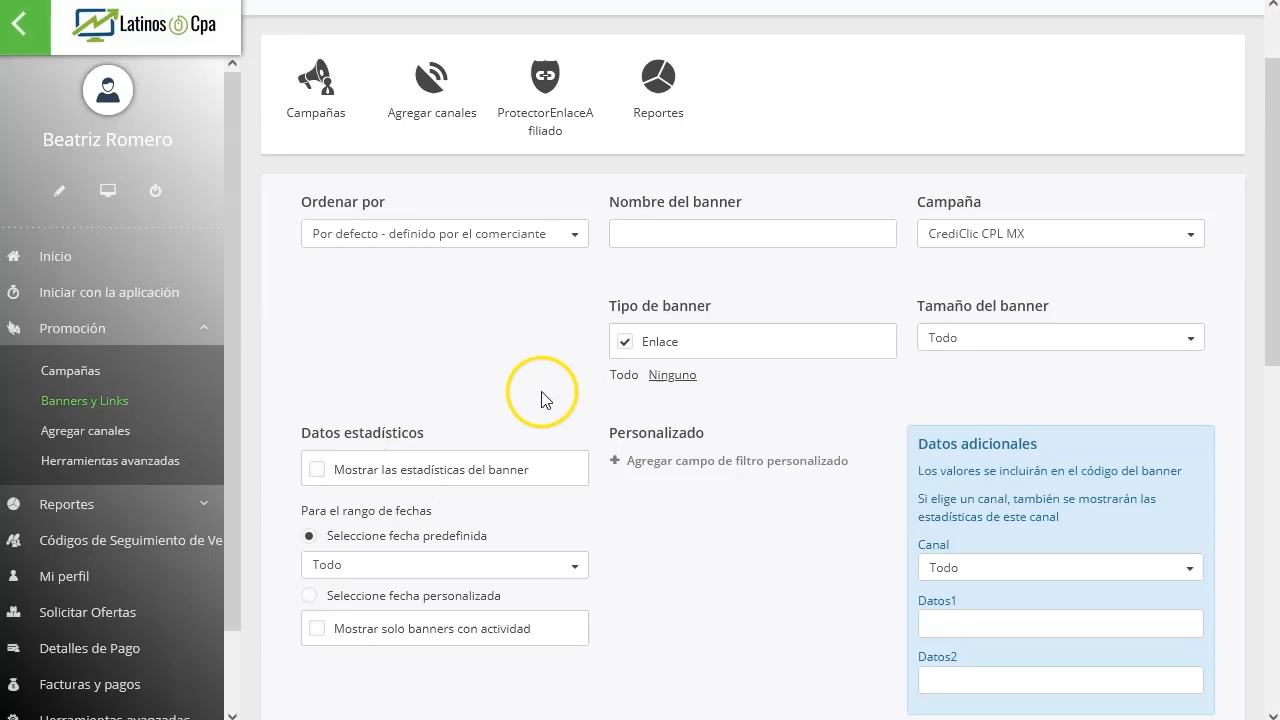 Latinos Cpa
Beatriz Romero
Inicio
Iniciar con la aplicación
Promoción
Campañas
Banners y Links
Agregar canales
Herramientas avanzadas
Reportes
Códigos de Seguimiento de Ve
Mi perfil
Solicitar Ofertas
Detalles de Pago
Facturas y pagos
Herramientas avanzadas
Campañas
Agregar canales
ProtectorEnlaceA
filiado
Reportes
Ordenar por
Por defecto - definido por el comerciante
Nombre del banner
Campaña
CrediClic CPL MX
Tipo de banner
Enlace
Todo Ninguno
Tamaño del banner
Todo
Datos estadísticos
Mostrar las estadísticas del banner
Para el rango de fechas
Seleccione fecha predefinida
Todo
Seleccione fecha personalizada
Mostrar solo banners con actividad
Personalizado
+ Agregar campo de filtro personalizado
Datos adicionales
Los valores se incluirán en el código del banner
Si elige un canal, también se mostrarán las
estadísticas de este canal
Canal
Todo
Datos1
Datos2